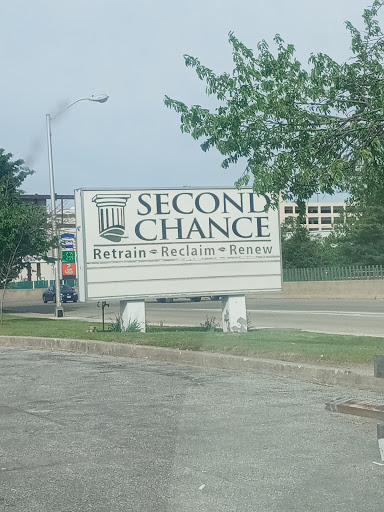 SECOND
CHANCE
Retrain Reclaim Renew